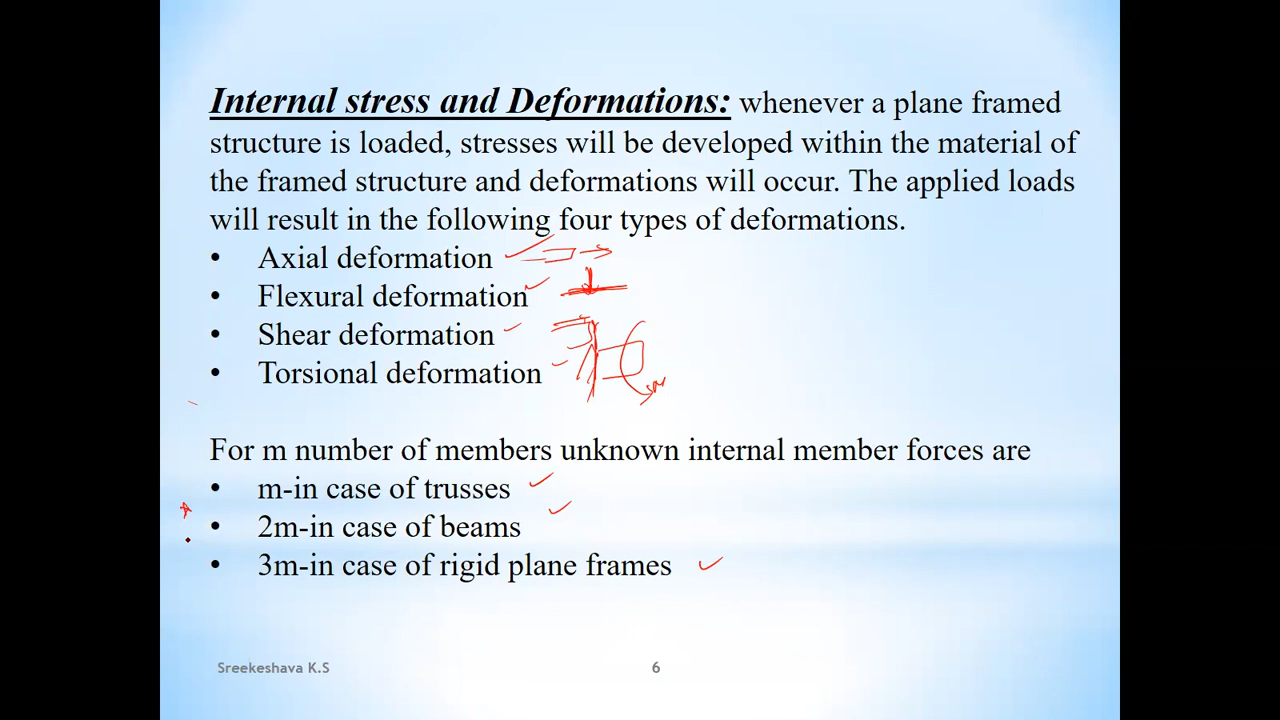 Internal stress and Deformations: whenever a plane framed
structure is loaded, stresses will be developed within the material of
the framed structure and deformations will occur. The applied loads
will result in the following four types of deformations.
• Axial deformation
• Flexural deformation
• Shear deformation
• Torsional deformation
For m number of members unknown internal member forces are
• m-in case of trusses
• 2m-in case of beams
• 3m-in case of rigid plane frames
Sreekeshava K.S
6